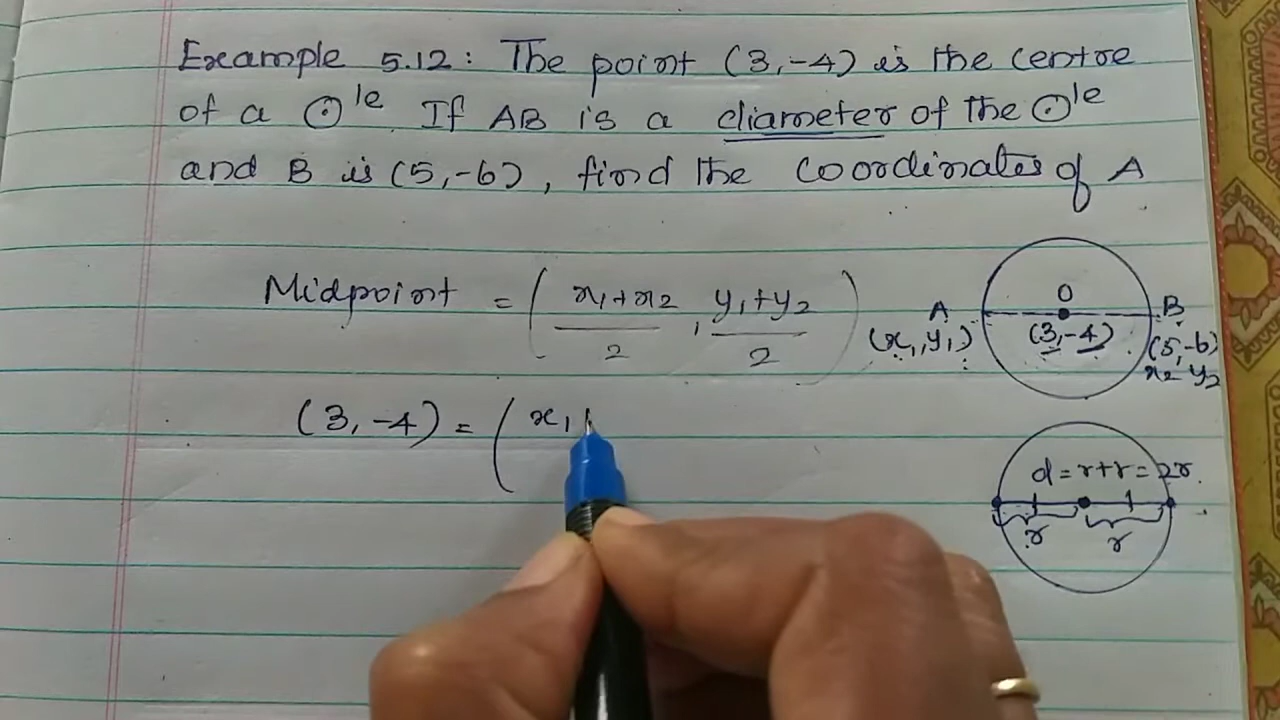 Example 5.12: The point (3,-4) is the centre
of a ⊙le If AB is a diameter of the ⊙le
and B is (5,-6), find the coordinates of A
Midpoint = ( x1+x2 / 2 , y1+y2 / 2 )
A
(x1,y1)
O
(3,-4)
B
(5,-6)
x2 y2
(3,-4) = ( x1
d=r+r=2r
r r